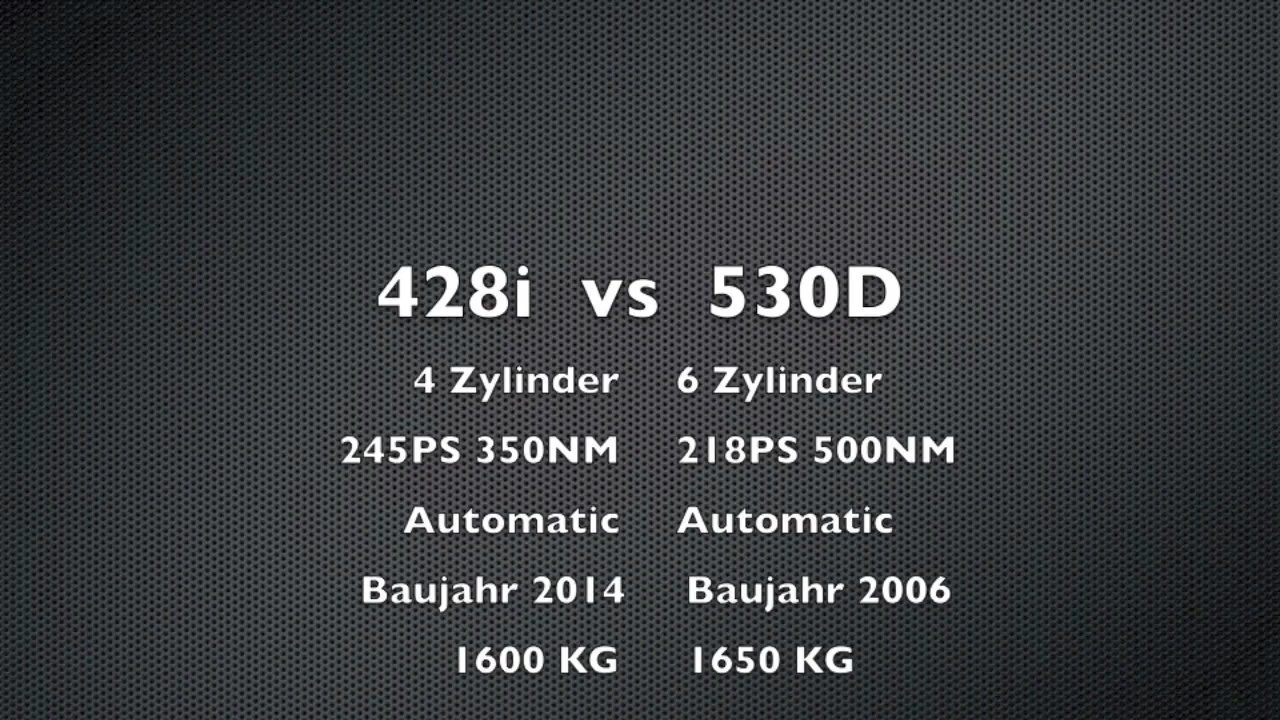 428i vs 530D
4 Zylinder 6 Zylinder
245PS 350NM 218PS 500NM
Automatic Automatic
Baujahr 2014 Baujahr 2006
1600 KG 1650 KG